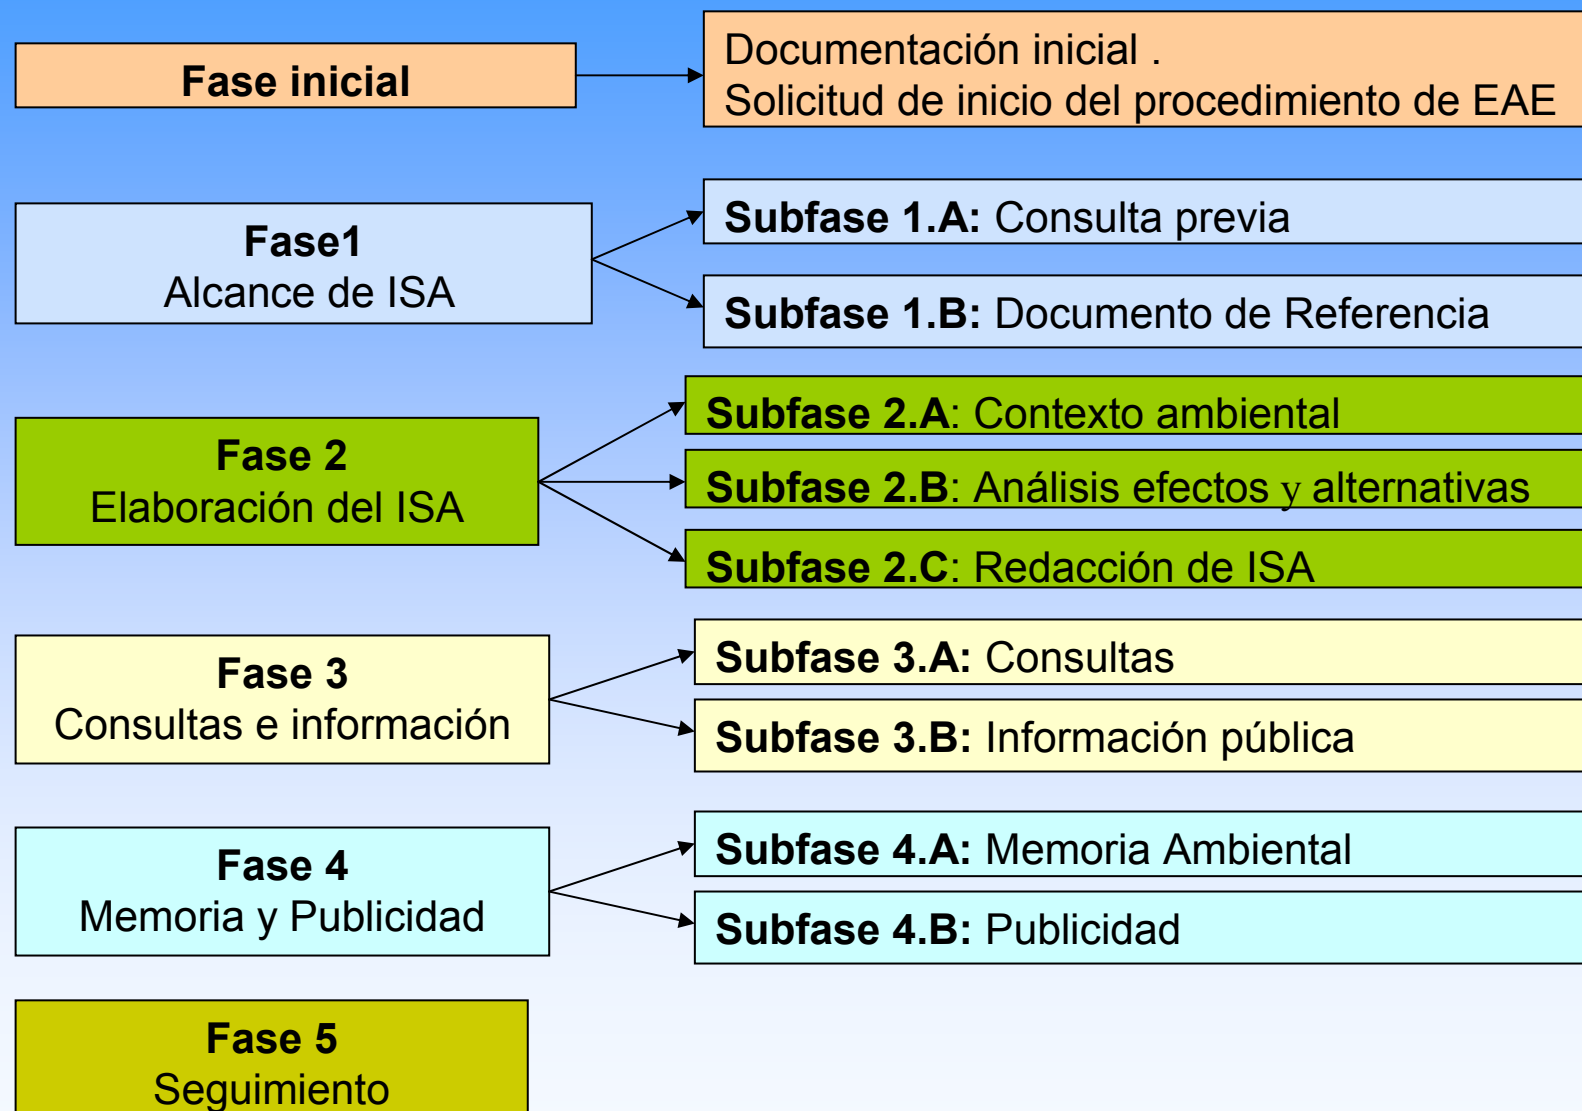 Fase inicial
Documentación inicial .
Solicitud de inicio del procedimiento de EAE
Fase1
Alcance de ISA
Subfase 1.A: Consulta previa
Subfase 1.B: Documento de Referencia
Fase 2
Elaboración del ISA
Subfase 2.A: Contexto ambiental
Subfase 2.B: Análisis efectos y alternativas
Subfase 2.C: Redacción de ISA
Fase 3
Consultas e información
Subfase 3.A: Consultas
Subfase 3.B: Información pública
Fase 4
Memoria y Publicidad
Subfase 4.A: Memoria Ambiental
Subfase 4.B: Publicidad
Fase 5
Seguimiento